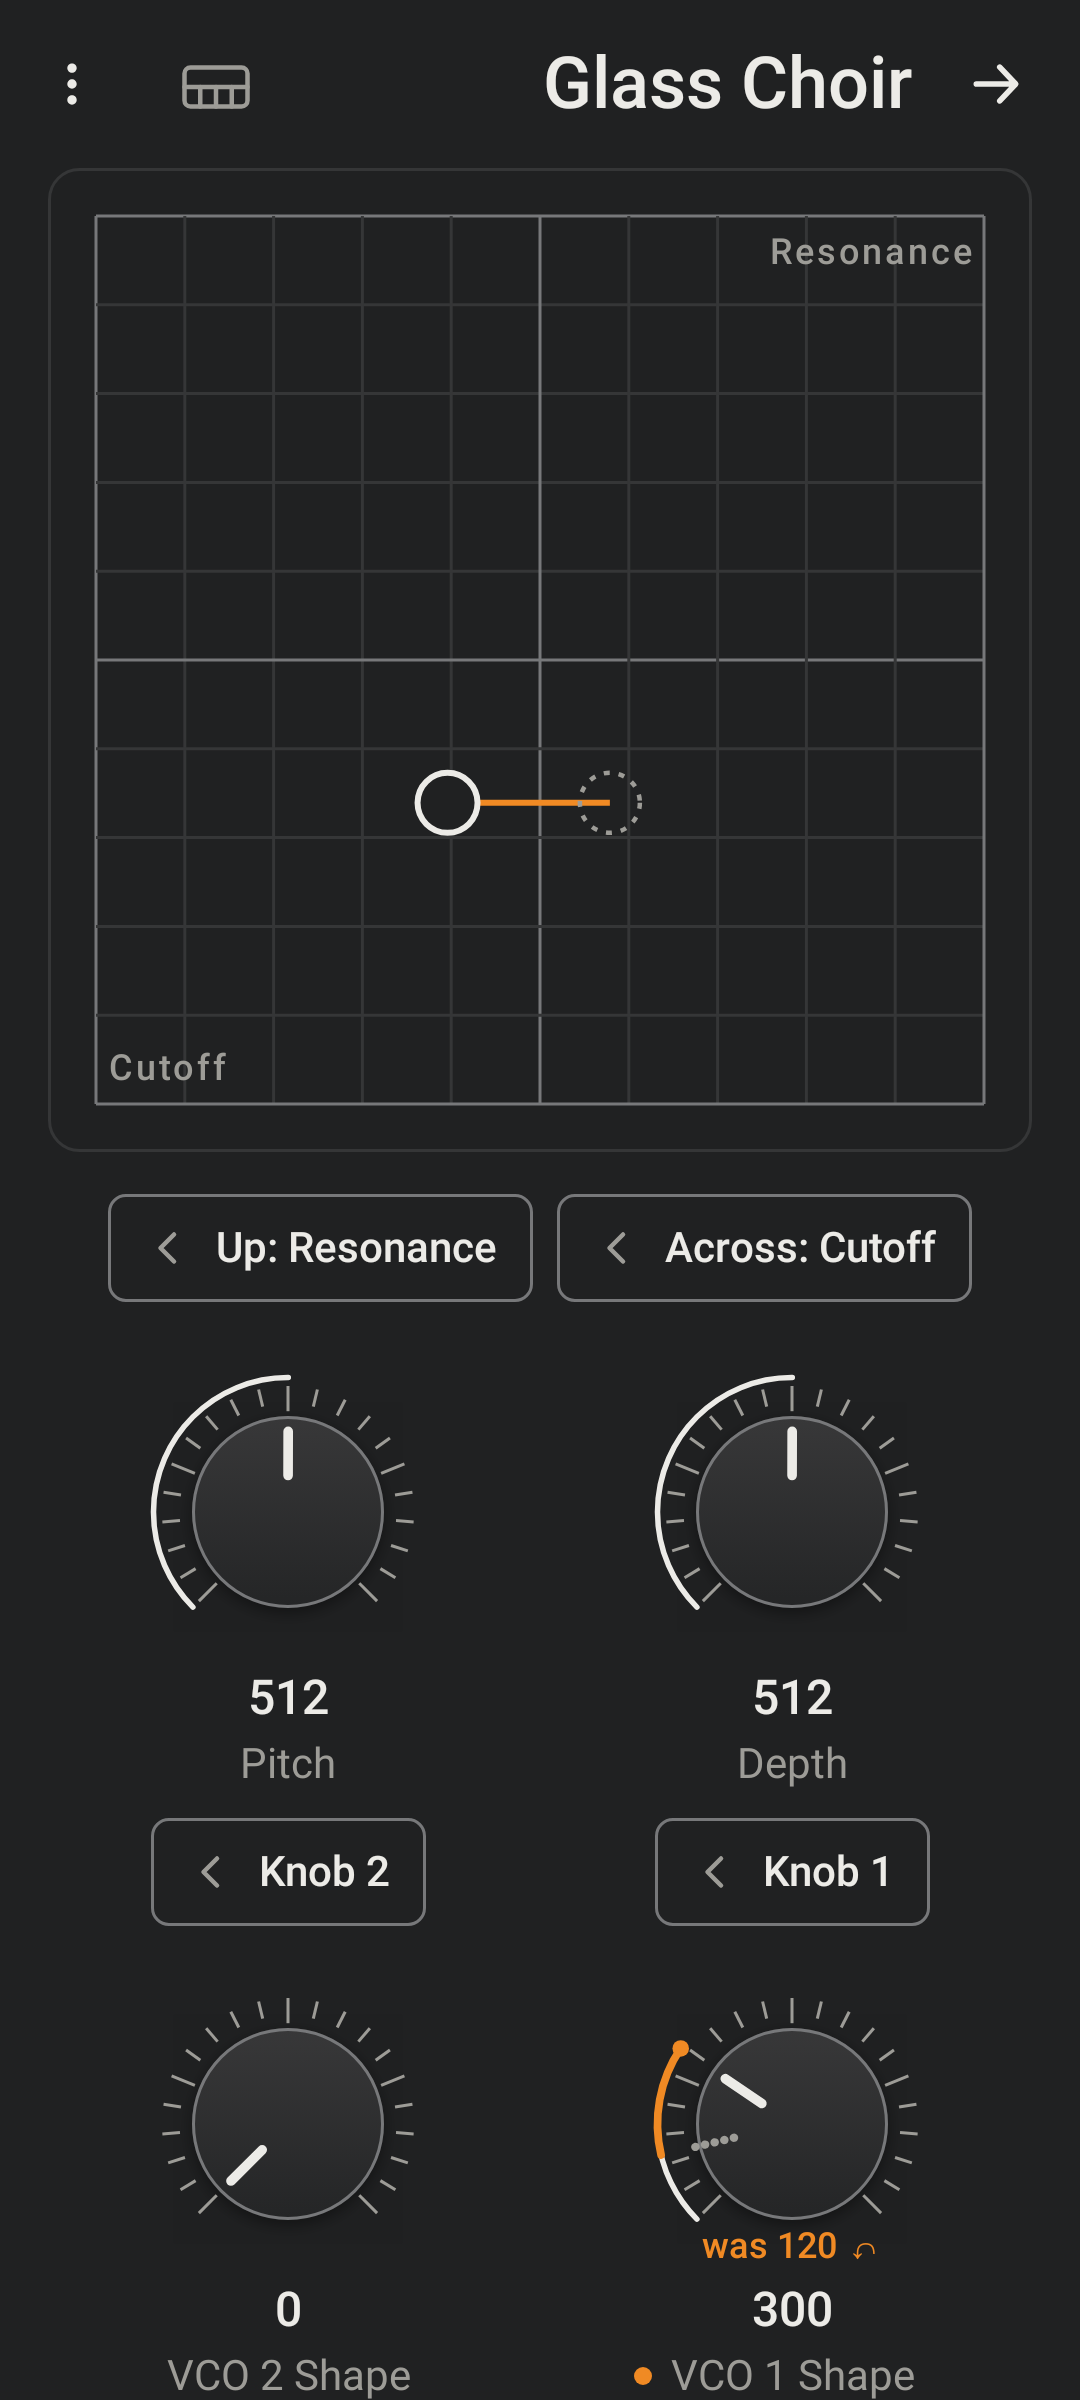 Glass Choir
Resonance
Cutoff
Up: Resonance
Across: Cutoff
512
Pitch
512
Depth
Knob 2
Knob 1
was 120
0
300
VCO 2 Shape
VCO 1 Shape